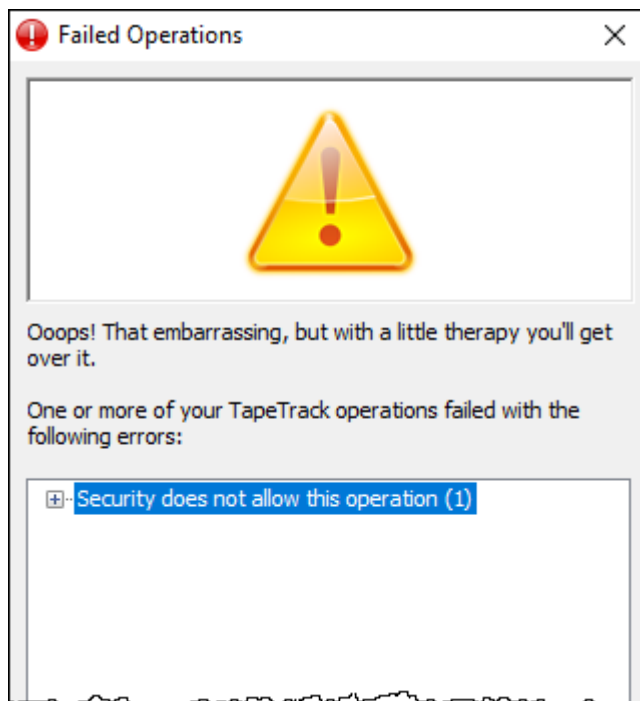 Failed Operations
Ooops! That embarrassing, but with a little therapy you'll get
over it.
One or more of your TapeTrack operations failed with the
following errors:
Security does not allow this operation (1)